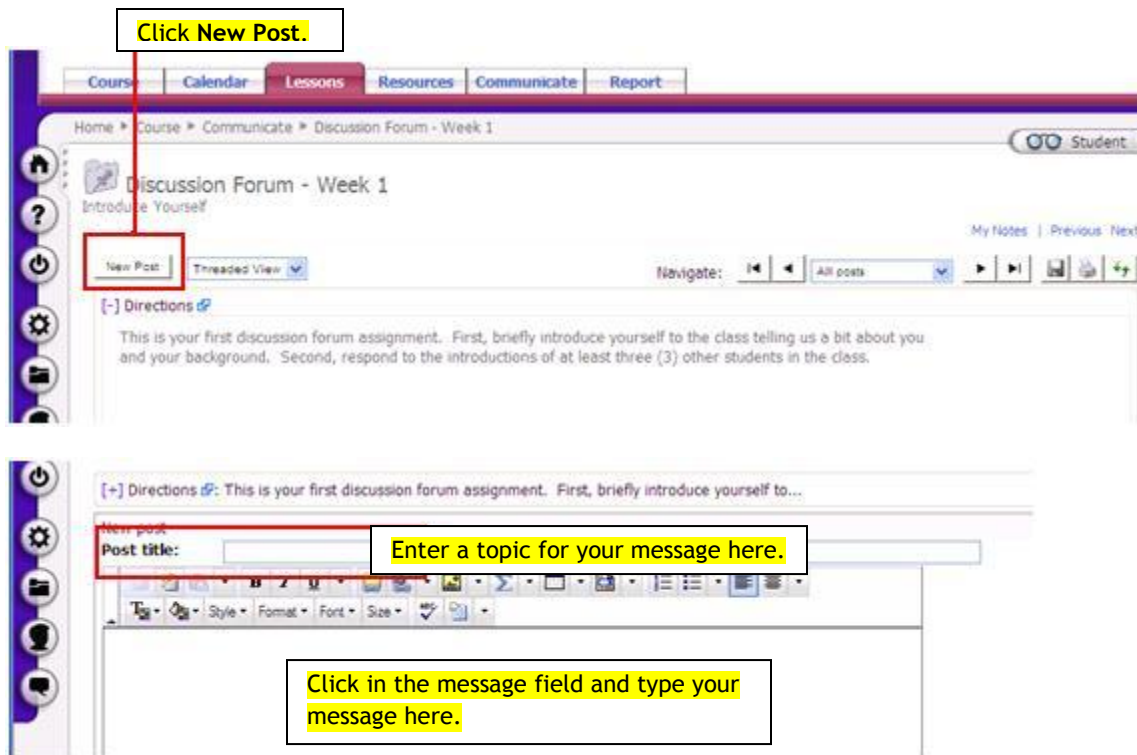 Click New Post.
Course Calendar Lessons Resources Communicate Report
Home Course Communicate Discussion Forum - Week 1
Student
Discussion Forum - Week 1
Introduce Yourself
My Notes | Previous Next
New Post Threaded View Navigate: All posts
[-] Directions
This is your first discussion forum assignment. First, briefly introduce yourself to the class telling us a bit about you
and your background. Second, respond to the introductions of at least three (3) other students in the class.
[+] Directions : This is your first discussion forum assignment. First, briefly introduce yourself to...
New post
Post title:
Enter a topic for your message here.
B I U
Style Format Font Size
Click in the message field and type your
message here.